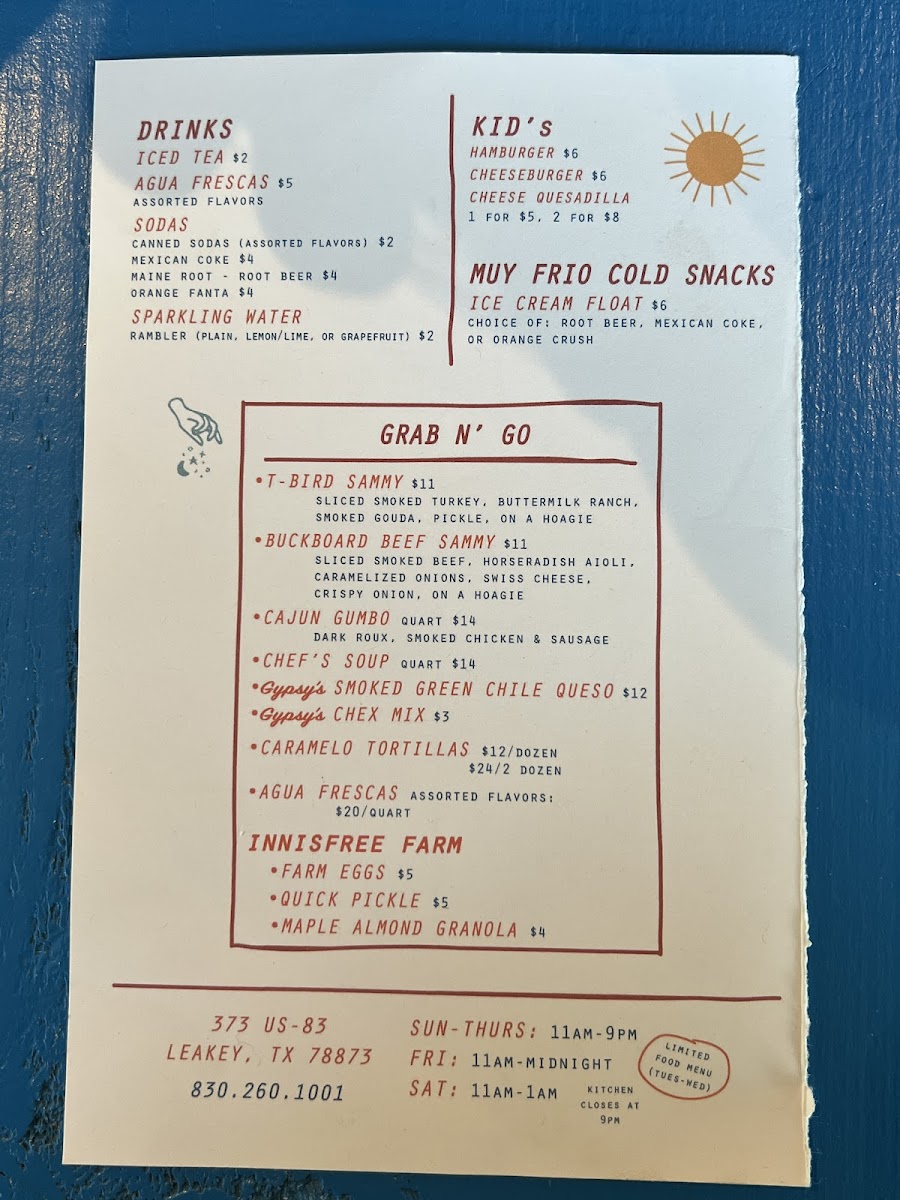 DRINKS
ICED TEA $2
AGUA FRESCAS $5
ASSORTED FLAVORS
SODAS
CANNED SODAS (ASSORTED FLAVORS) $2
MEXICAN COKE $4
MAINE ROOT - ROOT BEER $4
ORANGE FANTA $4
SPARKLING WATER
RAMBLER (PLAIN, LEMON/LIME, OR GRAPEFRUIT) $2
KID's
HAMBURGER $6
CHEESEBURGER $6
CHEESE QUESADILLA
1 FOR $5, 2 FOR $8
MUY FRIO COLD SNACKS
ICE CREAM FLOAT $6
CHOICE OF: ROOT BEER, MEXICAN COKE,
OR ORANGE CRUSH
GRAB N' GO
•T-BIRD SAMMY $11
SLICED SMOKED TURKEY, BUTTERMILK RANCH,
SMOKED GOUDA, PICKLE, ON A HOAGIE
•BUCKBOARD BEEF SAMMY $11
SLICED SMOKED BEEF, HORSERADISH AIOLI,
CARAMELIZED ONIONS, SWISS CHEESE,
CRISPY ONION, ON A HOAGIE
•CAJUN GUMBO QUART $14
DARK ROUX, SMOKED CHICKEN & SAUSAGE
•CHEF'S SOUP QUART $14
•Gypsy's SMOKED GREEN CHILE QUESO $12
•Gypsy's CHEX MIX $3
•CARAMELO TORTILLAS $12/DOZEN
$24/2 DOZEN
•AGUA FRESCAS ASSORTED FLAVORS:
$20/QUART
INNISFREE FARM
•FARM EGGS $5
•QUICK PICKLE $5
•MAPLE ALMOND GRANOLA $4
373 US-83
LEAKEY, TX 78873
830.260.1001
SUN-THURS: 11AM-9PM
FRI: 11AM-MIDNIGHT
SAT: 11AM-1AM
KITCHEN
CLOSES AT
9PM
LIMITED
FOOD MENU
(TUES-WED)